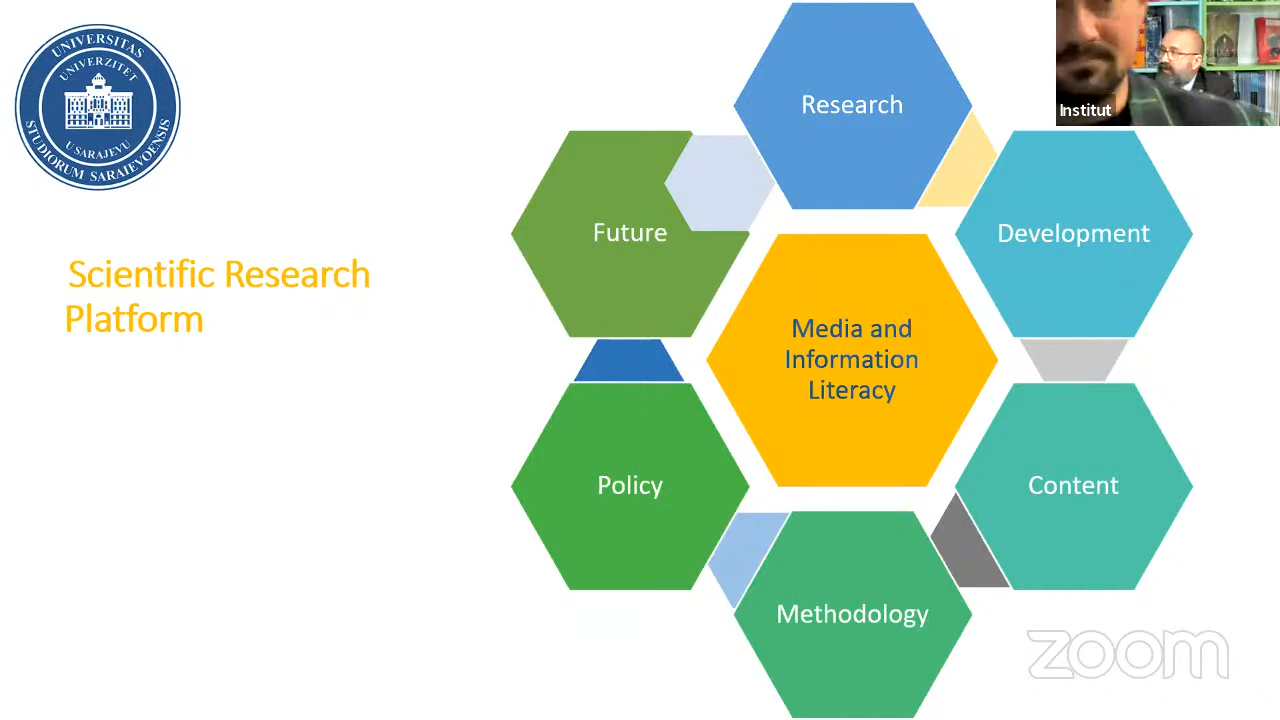 UNIVERSITAS
UNIVERZITET
U SARAJEVU
STUDIORUM SARAIEVOENSIS
Scientific Research
Platform
Research
Development
Future
Media and
Information
Literacy
Policy
Content
Methodology
Institut
zoom